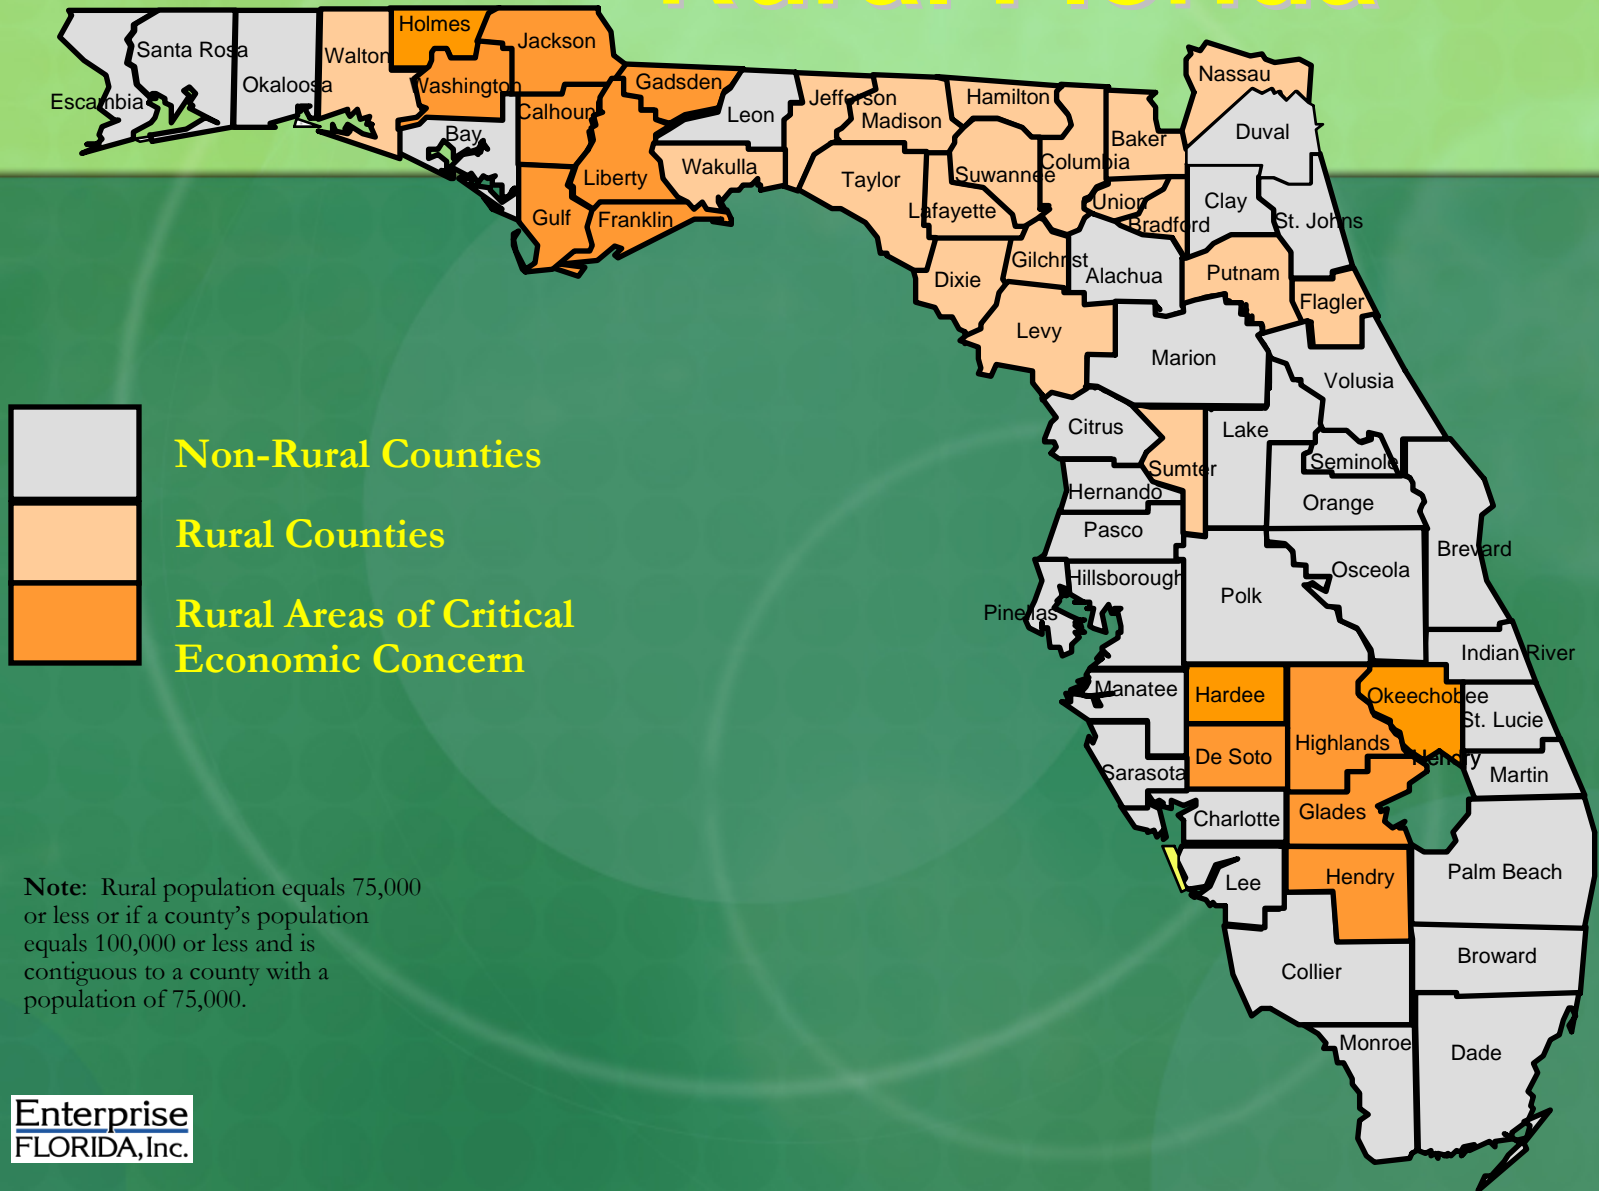 Rural Florida
Holmes
Jackson
Santa Rosa
Walton
Okaloosa
Washington
Gadsden
Escambia
Calhoun
Leon
Bay
Jefferson
Madison
Hamilton
Nassau
Duval
Baker
Columbia
Suwannee
Wakulla
Taylor
Liberty
Lafayette
Union
Bradford
Clay
St. Johns
Gulf
Franklin
Dixie
Gilchrist
Alachua
Putnam
Flagler
Levy
Marion
Volusia
Citrus
Lake
Sumter
Seminole
Hernando
Orange
Pasco
Brevard
Hillsborough
Osceola
Polk
Pinellas
Indian River
Manatee
Hardee
Okeechobee
St. Lucie
Highlands
De Soto
Hendry
Sarasota
Martin
Charlotte
Glades
Lee
Hendry
Palm Beach
Collier
Broward
Monroe
Dade
Non-Rural Counties
Rural Counties
Rural Areas of Critical
Economic Concern
Note: Rural population equals 75,000
or less or if a county’s population
equals 100,000 or less and is
contiguous to a county with a
population of 75,000.
Enterprise
FLORIDA, Inc.